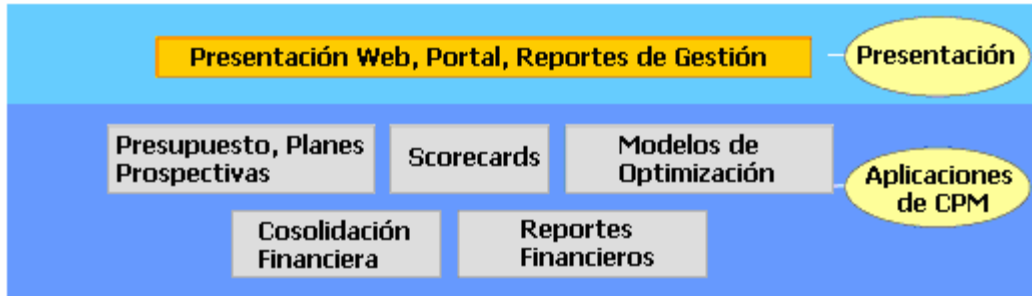 Presentación Web, Portal, Reportes de Gestión
Presentación
Presupuesto, Planes
Prospectivas
Scorecards
Modelos de
Optimización
Aplicaciones
de CPM
Cosolidación
Financiera
Reportes
Financieros